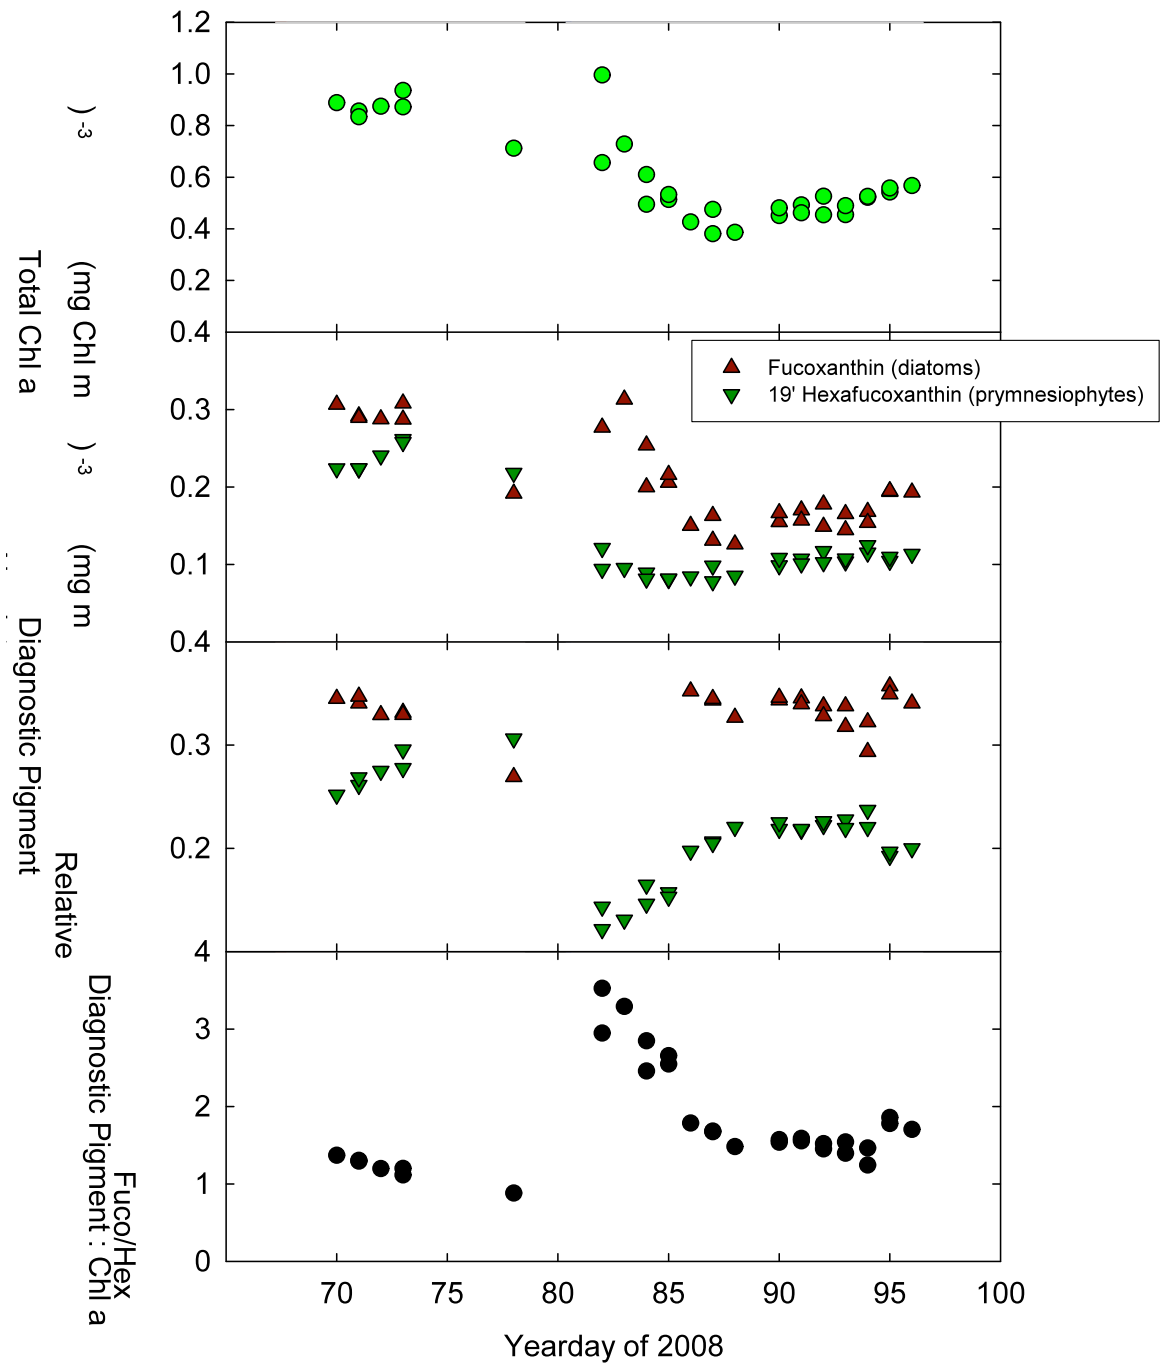 1.2
1.0
0.8
0.6
0.4
0.2
0.4
Total Chl a
(mg Chl m
-3
)
Fucoxanthin (diatoms)
19' Hexafucoxanthin (prymnesiophytes)
0.3
0.2
0.1
0.4
Diagnostic Pigment
(mg m
-3
)
0.3
0.2
4
Relative
Diagnostic Pigment : Chl a
3
2
1
0
Fuco/Hex
70 75 80 85 90 95 100
Yearday of 2008